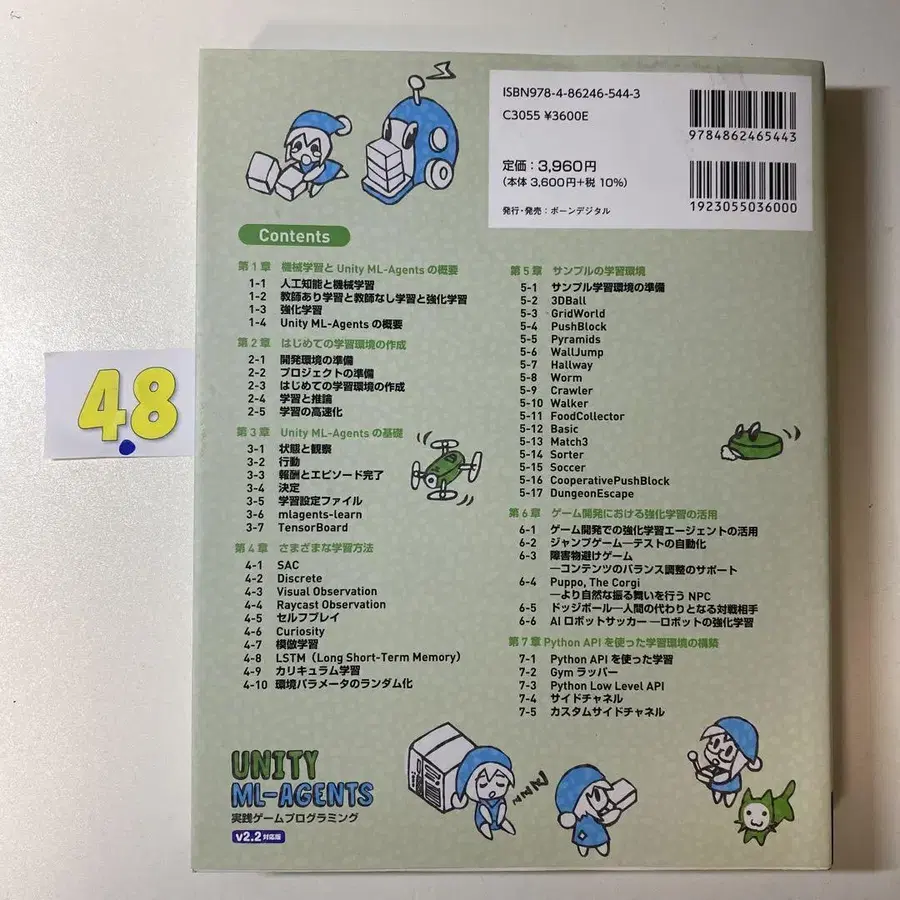 ISBN978-4-86246-544-3
C3055 ¥3600E
9784862465443
定価:3,960円
(本体 3,600円+税 10%)
1923055036000
発行・発売:ボーンデジタル
Contents
第1章 機械学習と Unity ML-Agents の概要
1-1 人工知能と機械学習
1-2 教師あり学習と教師なし学習と強化学習
1-3 強化学習
1-4 Unity ML-Agents の概要
第2章 はじめての学習環境の作成
2-1 開発環境の準備
2-2 プロジェクトの準備
2-3 はじめての学習環境の作成
2-4 学習と推論
2-5 学習の高速化
第3章 Unity ML-Agents の基礎
3-1 状態と観察
3-2 行動
3-3 報酬とエピソード完了
3-4 決定
3-5 学習設定ファイル
3-6 mlagents-learn
3-7 TensorBoard
第4章 さまざまな学習方法
4-1 SAC
4-2 Discrete
4-3 Visual Observation
4-4 Raycast Observation
4-5 セルフプレイ
4-6 Curiosity
4-7 模倣学習
4-8 LSTM(Long Short-Term Memory)
4-9 カリキュラム学習
4-10 環境パラメータのランダム化
第5章 サンプルの学習環境
5-1 サンプル学習環境の準備
5-2 3DBall
5-3 GridWorld
5-4 PushBlock
5-5 Pyramids
5-6 WallJump
5-7 Hallway
5-8 Worm
5-9 Crawler
5-10 Walker
5-11 FoodCollector
5-12 Basic
5-13 Match3
5-14 Sorter
5-15 Soccer
5-16 CooperativePushBlock
5-17 DungeonEscape
第6章 ゲーム開発における強化学習の活用
6-1 ゲーム開発での強化学習エージェントの活用
6-2 ジャンプゲーム―テストの自動化
6-3 障害物避けゲーム
―コンテンツのバランス調整のサポート
6-4 Puppo, The Corgi
―より自然な振る舞いを行う NPC
6-5 ドッジボール―人間の代わりとなる対戦相手
6-6 AI ロボットサッカー ―ロボットの強化学習
第7章 Python API を使った学習環境の構築
7-1 Python API を使った学習
7-2 Gym ラッパー
7-3 Python Low Level API
7-4 サイドチャネル
7-5 カスタムサイドチャネル
48
UNITY
ML-AGENTS
実践ゲームプログラミング
v2.2 対応版
ZZZ